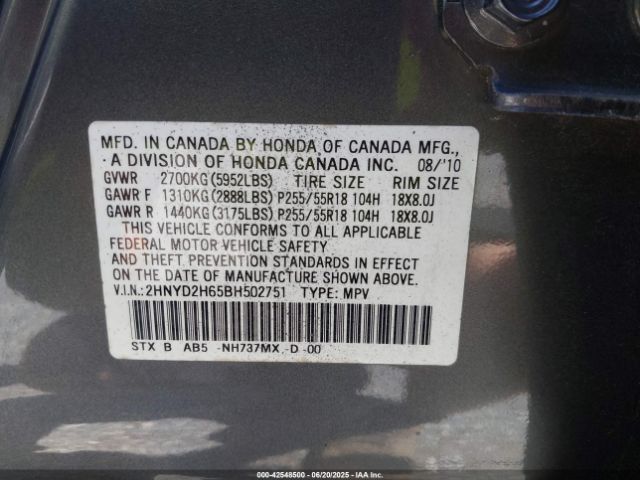 MFD. IN CANADA BY HONDA OF CANADA MFG.,
A DIVISION OF HONDA CANADA INC. 08/'10
GVWR 2700KG(5952LBS) TIRE SIZE RIM SIZE
GAWR F 1310KG(2888LBS) P255/55R18 104H 18X8.0J
GAWR R 1440KG(3175LBS) P255/55R18 104H 18X8.0J
THIS VEHICLE CONFORMS TO ALL APPLICABLE
FEDERAL MOTOR VEHICLE SAFETY
AND THEFT PREVENTION STANDARDS IN EFFECT
ON THE DATE OF MANUFACTURE SHOWN ABOVE.
V.I.N.:2HNYD2H65BH502751 TYPE: MPV
STX B AB5 -NH737MX -D -00
00-42548500 - 06/20/2025 - IAA Inc.